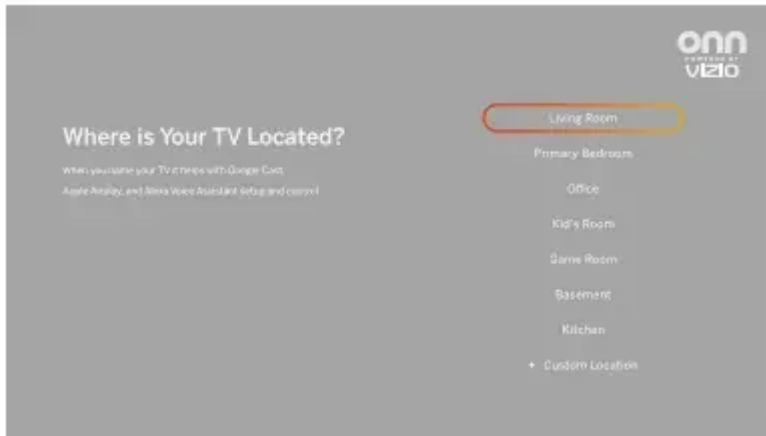 onn
POWERED BY
VIZIO
Where is Your TV Located?
When you name your TV it helps with Google Cast,
Apple Airplay, and Alexa Voice Assistant setup and control
Living Room
Primary Bedroom
Office
Kid's Room
Game Room
Basement
Kitchen
+ Custom Location